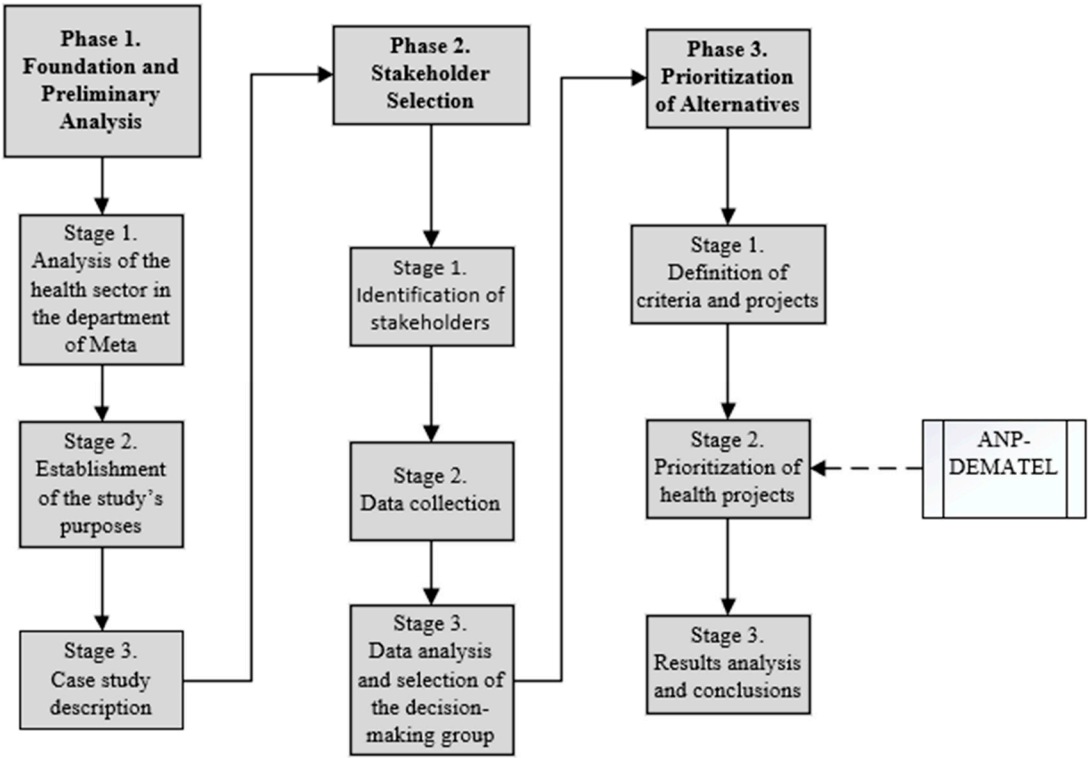 Phase 1.
Foundation and
Preliminary
Analysis
Stage 1.
Analysis of the
health sector in
the department
of Meta
Stage 2.
Establishment
of the study’s
purposes
Stage 3.
Case study
description
Phase 2.
Stakeholder
Selection
Stage 1.
Identification of
stakeholders
Stage 2.
Data collection
Stage 3.
Data analysis
and selection of
the decision-
making group
Phase 3.
Prioritization
of Alternatives
Stage 1.
Definition of
criteria and projects
Stage 2.
Prioritization of
health projects
ANP-
DEMATEL
Stage 3.
Results analysis
and conclusions